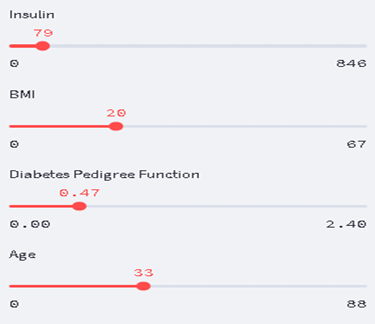 Insulin
79
0 846
BMI
20
0 67
Diabetes Pedigree Function
0.47
0.00 2.40
Age
33
0 88